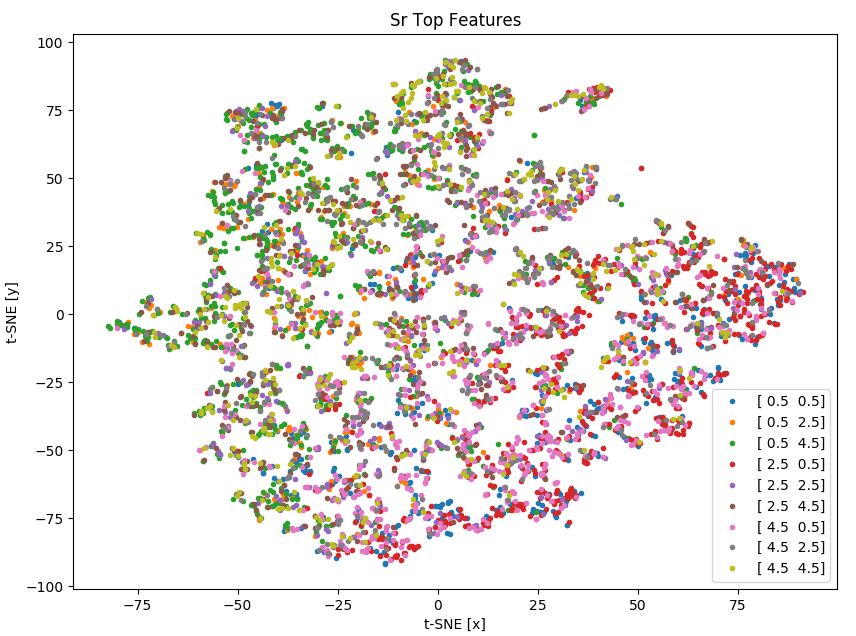 Sr Top Features
t-SNE [y]
100
75
50
25
0
−25
−50
−75
−100
−75
−50
−25
0
25
50
75
t-SNE [x]
[ 0.5  0.5]
[ 0.5  2.5]
[ 0.5  4.5]
[ 2.5  0.5]
[ 2.5  2.5]
[ 2.5  4.5]
[ 4.5  0.5]
[ 4.5  2.5]
[ 4.5  4.5]